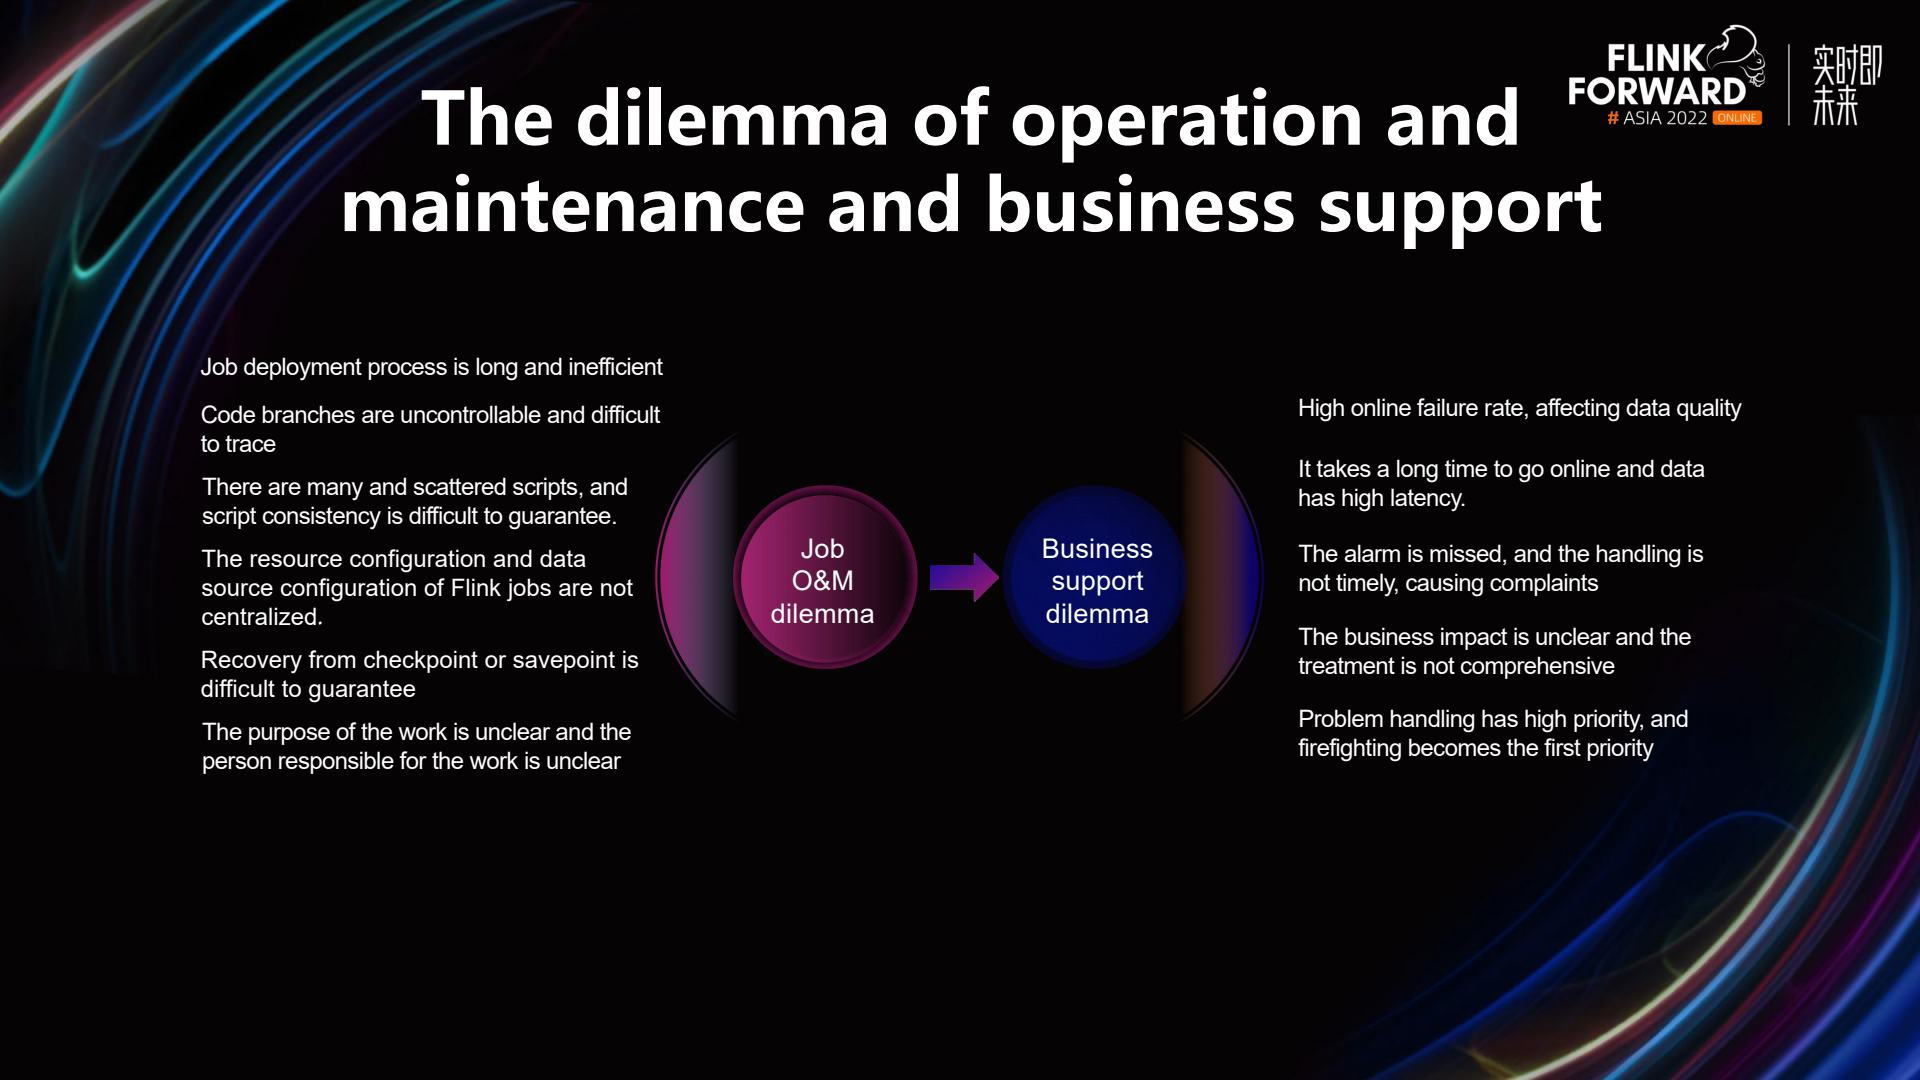 FLINK
FORWARD
# ASIA 2022 ONLINE
实时即
未来
The dilemma of operation and
maintenance and business support
Job deployment process is long and inefficient
Code branches are uncontrollable and difficult
to trace
There are many and scattered scripts, and
script consistency is difficult to guarantee.
The resource configuration and data
source configuration of Flink jobs are not
centralized.
Recovery from checkpoint or savepoint is
difficult to guarantee
The purpose of the work is unclear and the
person responsible for the work is unclear
Job
O&M
dilemma
Business
support
dilemma
High online failure rate, affecting data quality
It takes a long time to go online and data
has high latency.
The alarm is missed, and the handling is
not timely, causing complaints
The business impact is unclear and the
treatment is not comprehensive
Problem handling has high priority, and
firefighting becomes the first priority